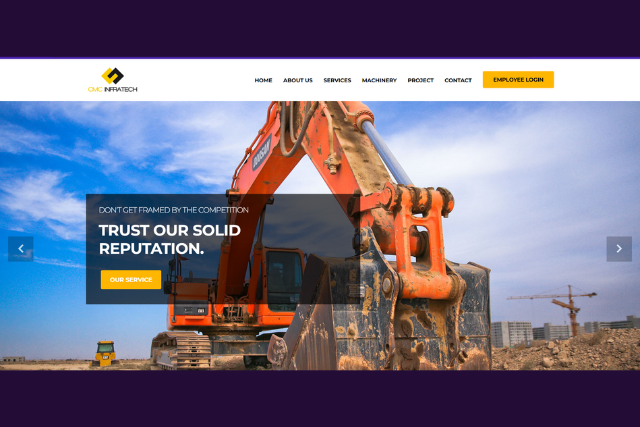 CMC INFRATECH
HOME ABOUT US SERVICES MACHINERY PROJECT CONTACT EMPLOYEE LOGIN
DON'T GET FRAMED BY THE COMPETITION
TRUST OUR SOLID
REPUTATION.
OUR SERVICE
DOOSAN